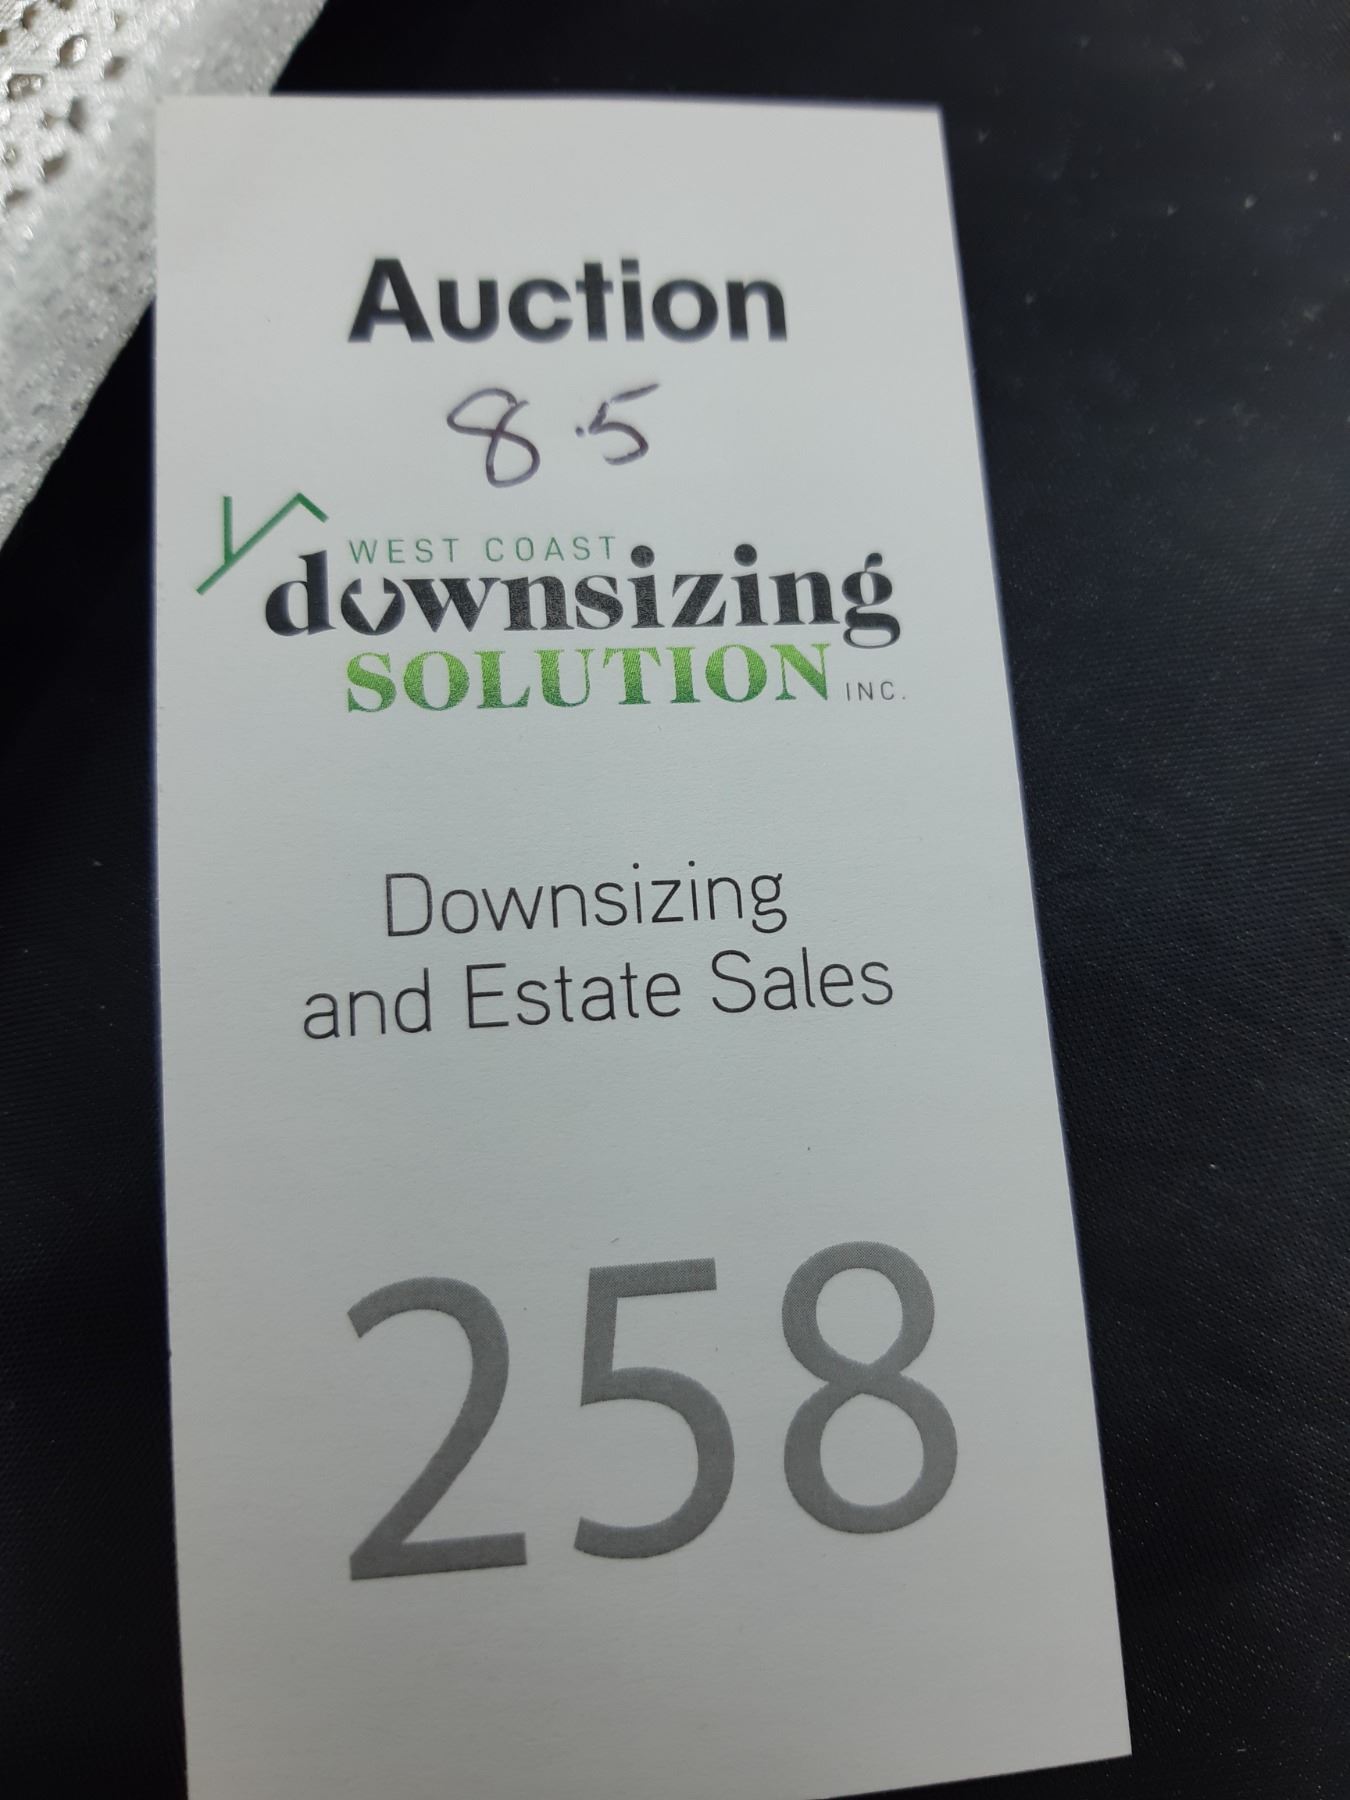 Auction
8.5
WEST COAST
downsizing
SOLUTION INC.
Downsizing
and Estate Sales
258